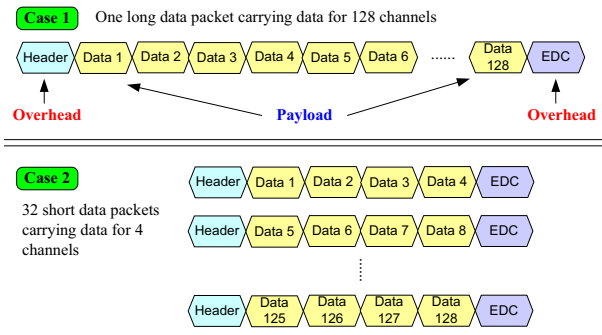 Case 1 One long data packet carrying data for 128 channels
Header Data 1 Data 2 Data 3 Data 4 Data 5 Data 6 ...... Data 128 EDC
Overhead Payload Overhead
Case 2
32 short data packets
carrying data for 4
channels
Header Data 1 Data 2 Data 3 Data 4 EDC
Header Data 5 Data 6 Data 7 Data 8 EDC
Header Data 125 Data 126 Data 127 Data 128 EDC